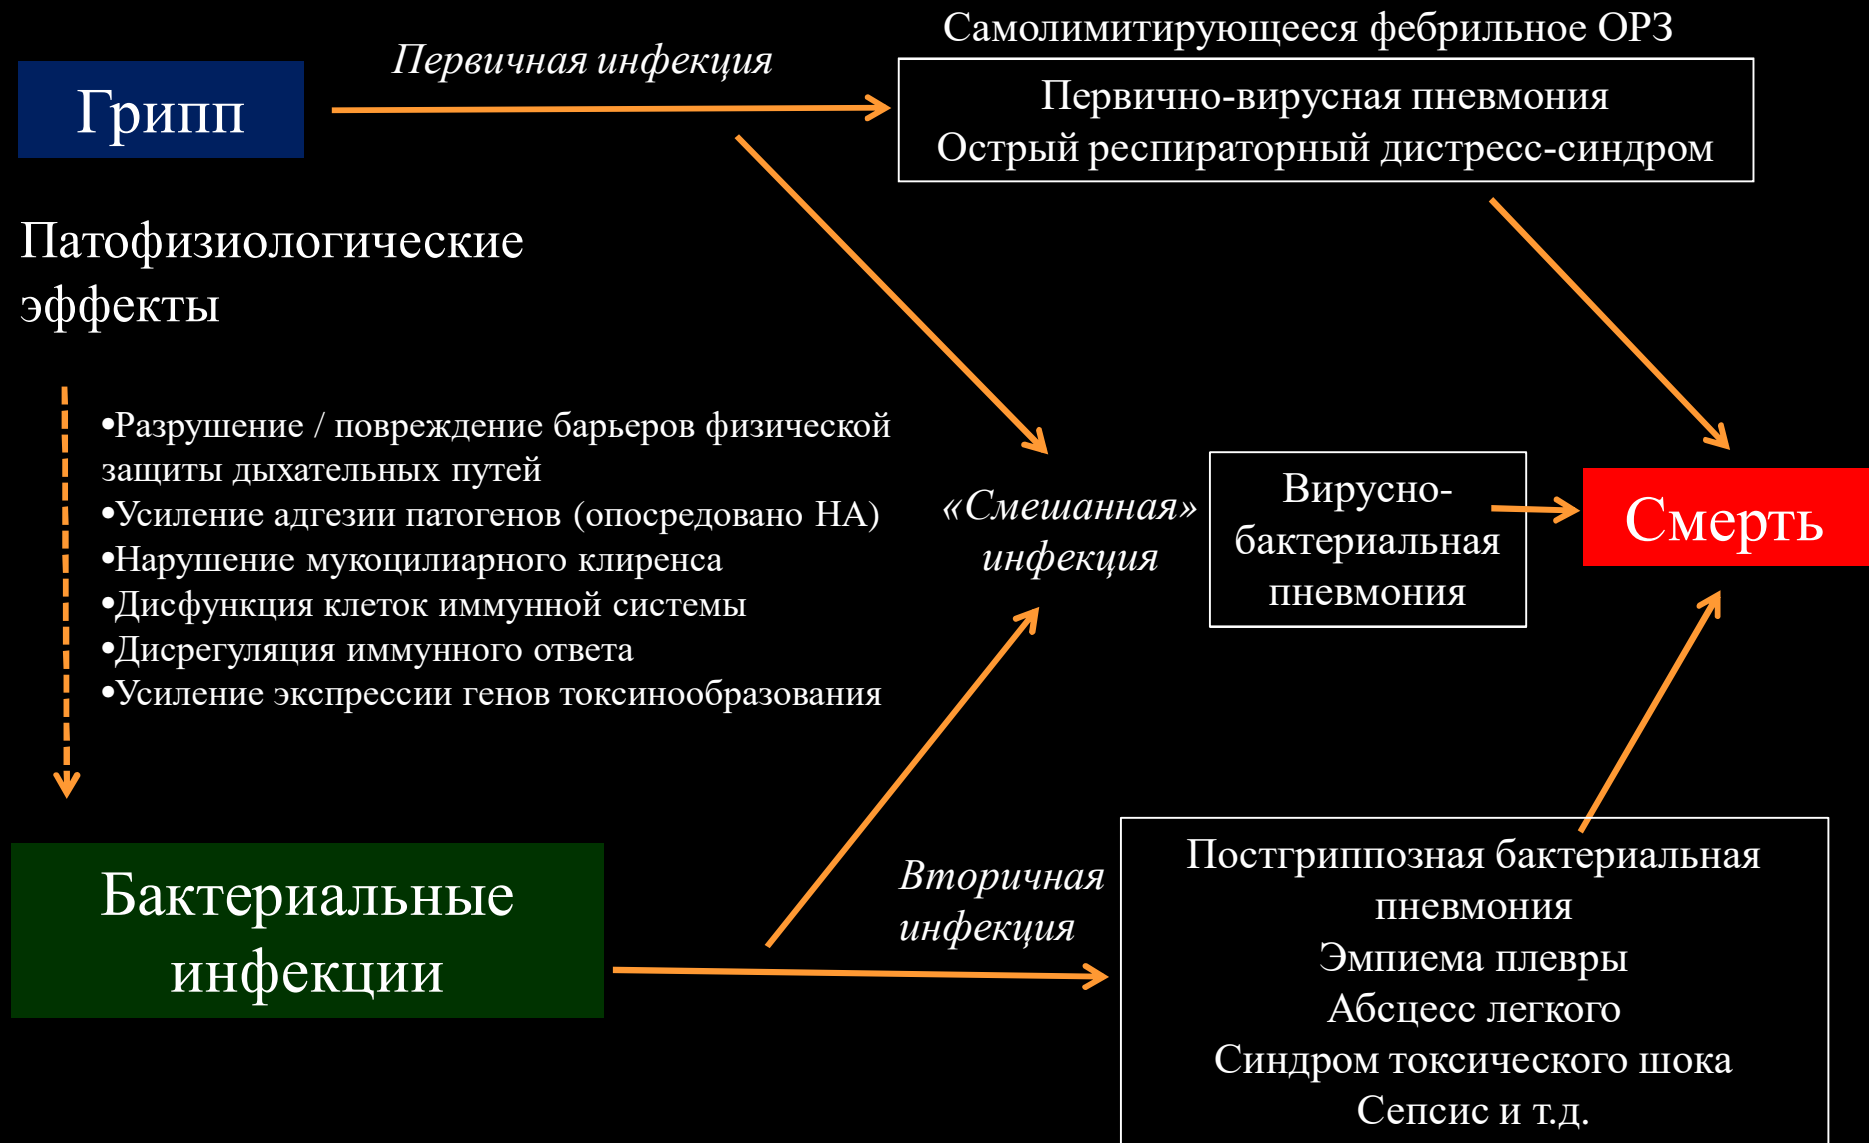 Самолимитирующееся фебрильное ОРЗ
Первичная инфекция
Грипп
Первично-вирусная пневмония
Острый респираторный дистресс-синдром
Патофизиологические
эффекты
•Разрушение / повреждение барьеров физической
защиты дыхательных путей
•Усиление адгезии патогенов (опосредовано НА)
•Нарушение мукоцилиарного клиренса
•Дисфункция клеток иммунной системы
•Дисрегуляция иммунного ответа
•Усиление экспрессии генов токсинообразования
«Смешанная»
инфекция
Вирусно-
бактериальная
пневмония
Смерть
Бактериальные
инфекции
Вторичная
инфекция
Постгриппозная бактериальная
пневмония
Эмпиема плевры
Абсцесс легкого
Синдром токсического шока
Сепсис и т.д.